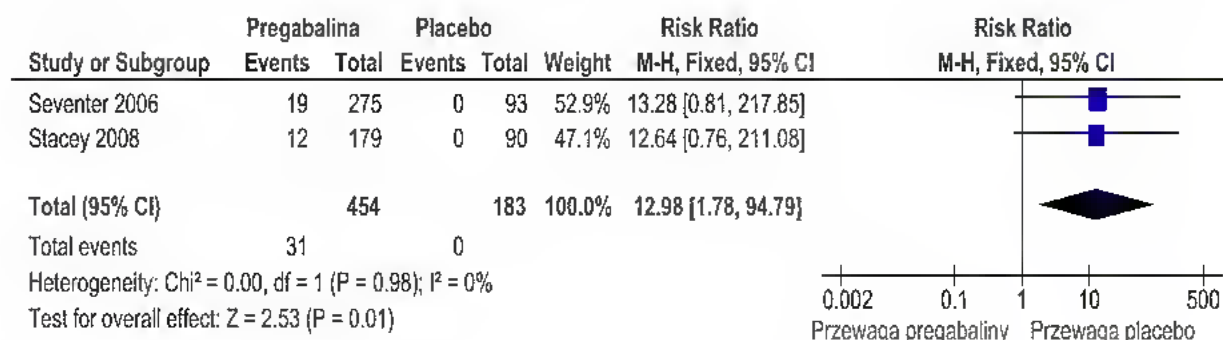 Pregabalina Placebo Risk Ratio Risk Ratio
Study or Subgroup Events Total Events Total Weight M-H, Fixed, 95% CI M-H, Fixed, 95% CI
Seventer 2006 19 275 0 93 52.9% 13.28 [0.81, 217.85]
Stacey 2008 12 179 0 90 47.1% 12.64 [0.76, 211.08]
Total (95% CI) 454 183 100.0% 12.98 [1.78, 94.79]
Total events 31 0
Heterogeneity: Chi² = 0.00, df = 1 (P = 0.98); I² = 0%
Test for overall effect: Z = 2.53 (P = 0.01)
0.002 0.1 1 10 500
Przewaga pregabaliny Przewaga placebo